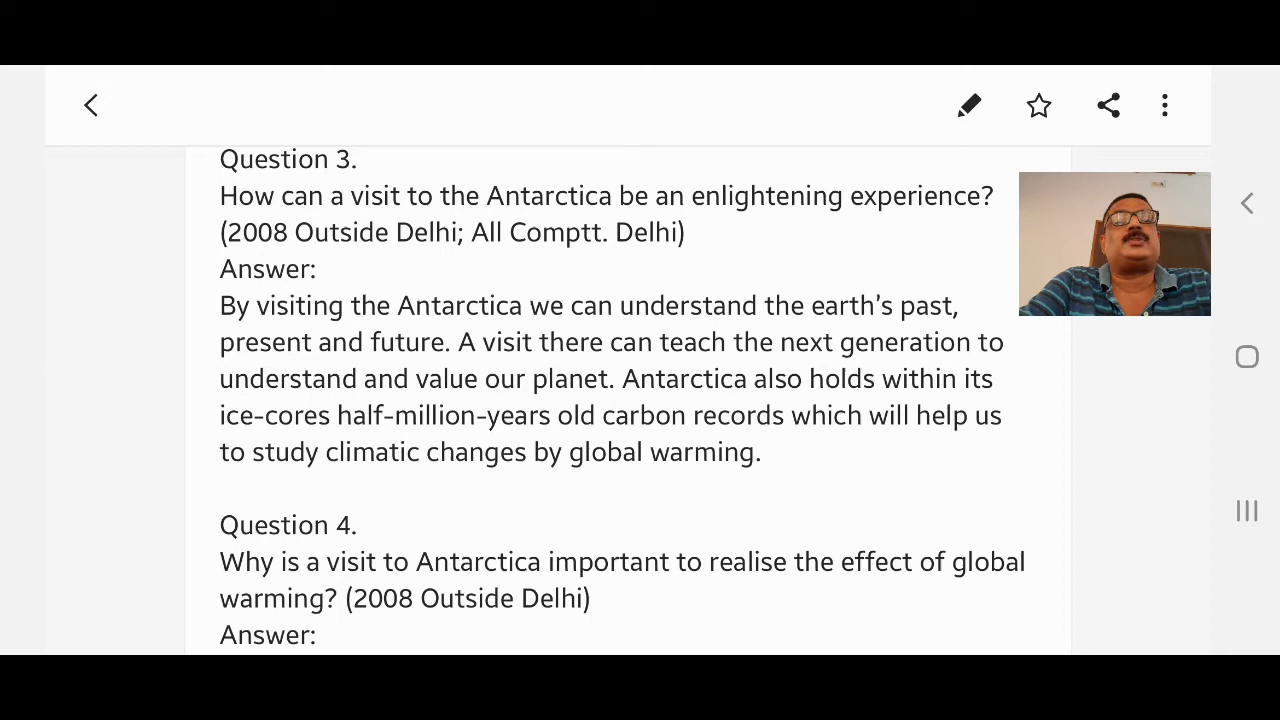 Question 3.
How can a visit to the Antarctica be an enlightening experience?
(2008 Outside Delhi; All Comptt. Delhi)
Answer:
By visiting the Antarctica we can understand the earth's past,
present and future. A visit there can teach the next generation to
understand and value our planet. Antarctica also holds within its
ice-cores half-million-years old carbon records which will help us
to study climatic changes by global warming.
Question 4.
Why is a visit to Antarctica important to realise the effect of global
warming? (2008 Outside Delhi)
Answer: